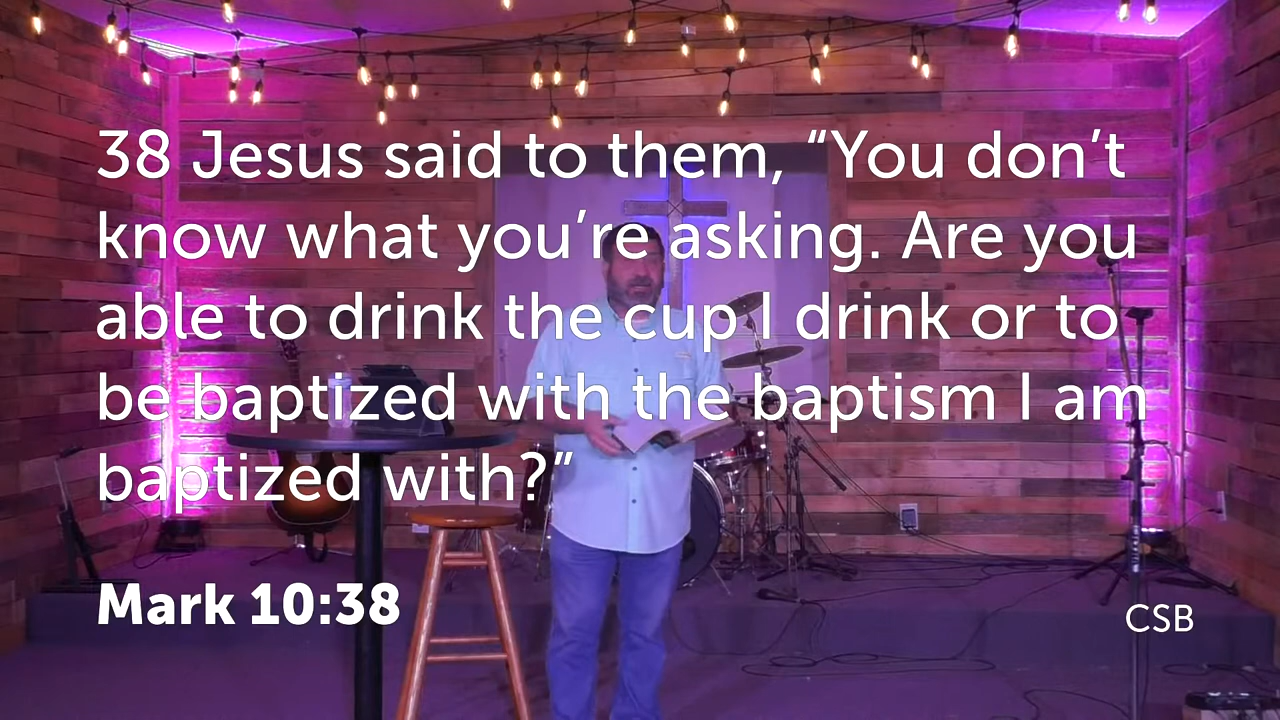 38 Jesus said to them, “You don’t
know what you’re asking. Are you
able to drink the cup I drink or to
be baptized with the baptism I am
baptized with?”
Mark 10:38
CSB